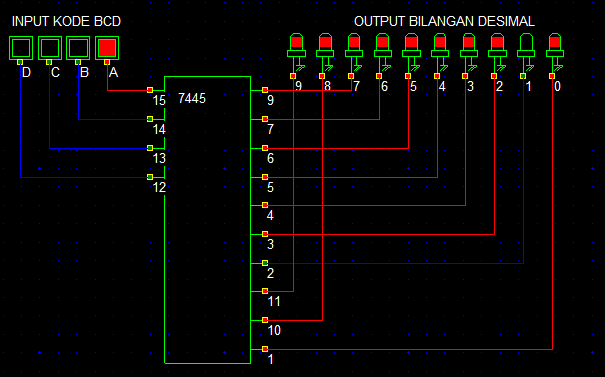 INPUT KODE BCD
OUTPUT BILANGAN DESIMAL
D C B A
9 8 7 6 5 4 3 2 1 0
7445
15 9
14 7
13 6
12 5
4
3
2
11
10
1